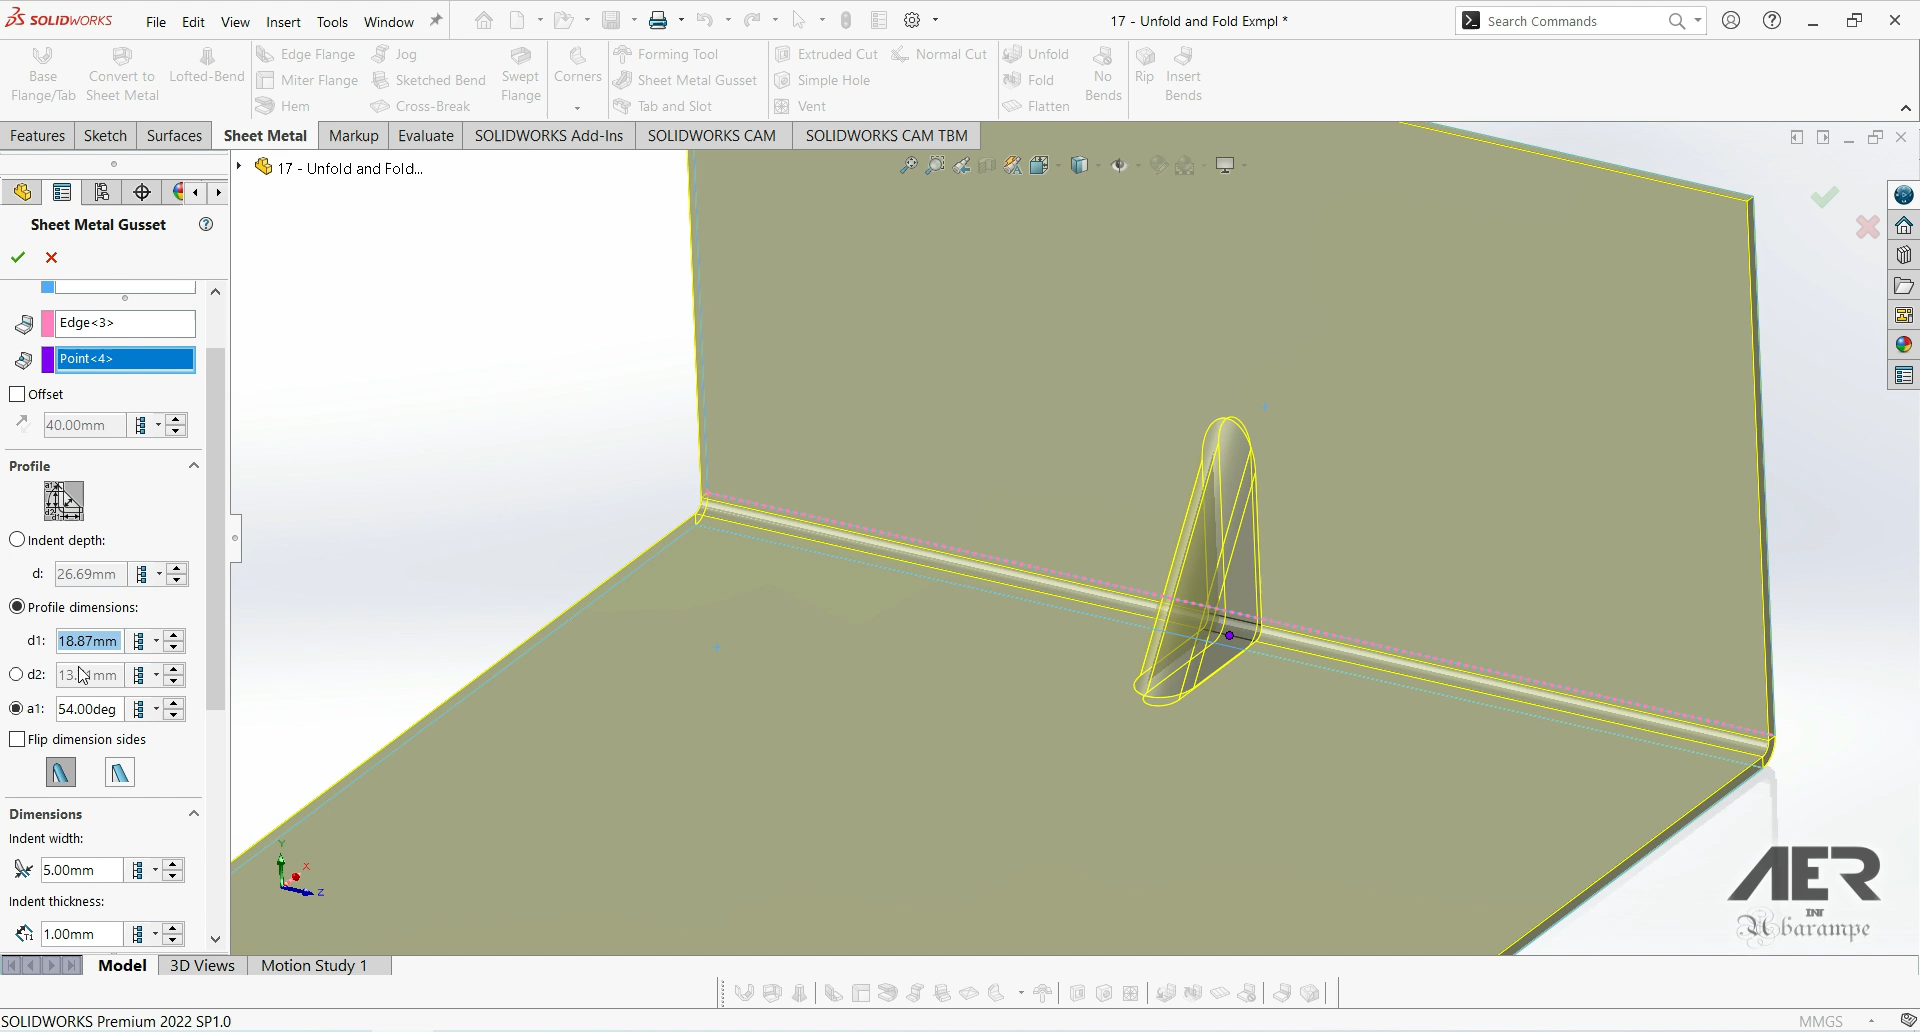 SOLIDWORKS File Edit View Insert Tools Window
17 - Unfold and Fold Exmpl *
Search Commands
Base Flange/Tab
Convert to Sheet Metal
Lofted-Bend
Edge Flange
Miter Flange
Hem
Jog
Sketched Bend
Cross-Break
Swept Flange
Corners
Forming Tool
Sheet Metal Gusset
Tab and Slot
Extruded Cut
Simple Hole
Vent
Normal Cut
Unfold
Fold
Flatten
No Bends
Rip
Insert Bends
Features Sketch Surfaces Sheet Metal Markup Evaluate SOLIDWORKS Add-Ins SOLIDWORKS CAM SOLIDWORKS CAM TBM
17 - Unfold and Fold...
Sheet Metal Gusset
Edge<3>
Point<4>
Offset
40.00mm
Profile
Indent depth:
d: 26.69mm
Profile dimensions:
d1: 18.87mm
d2:
a1: 54.00deg
Flip dimension sides
Dimensions
Indent width:
5.00mm
Indent thickness:
1.00mm
Y
X
Z
AER
INT
Abarampe
Model 3D Views Motion Study 1
SOLIDWORKS Premium 2022 SP1.0
MMGS